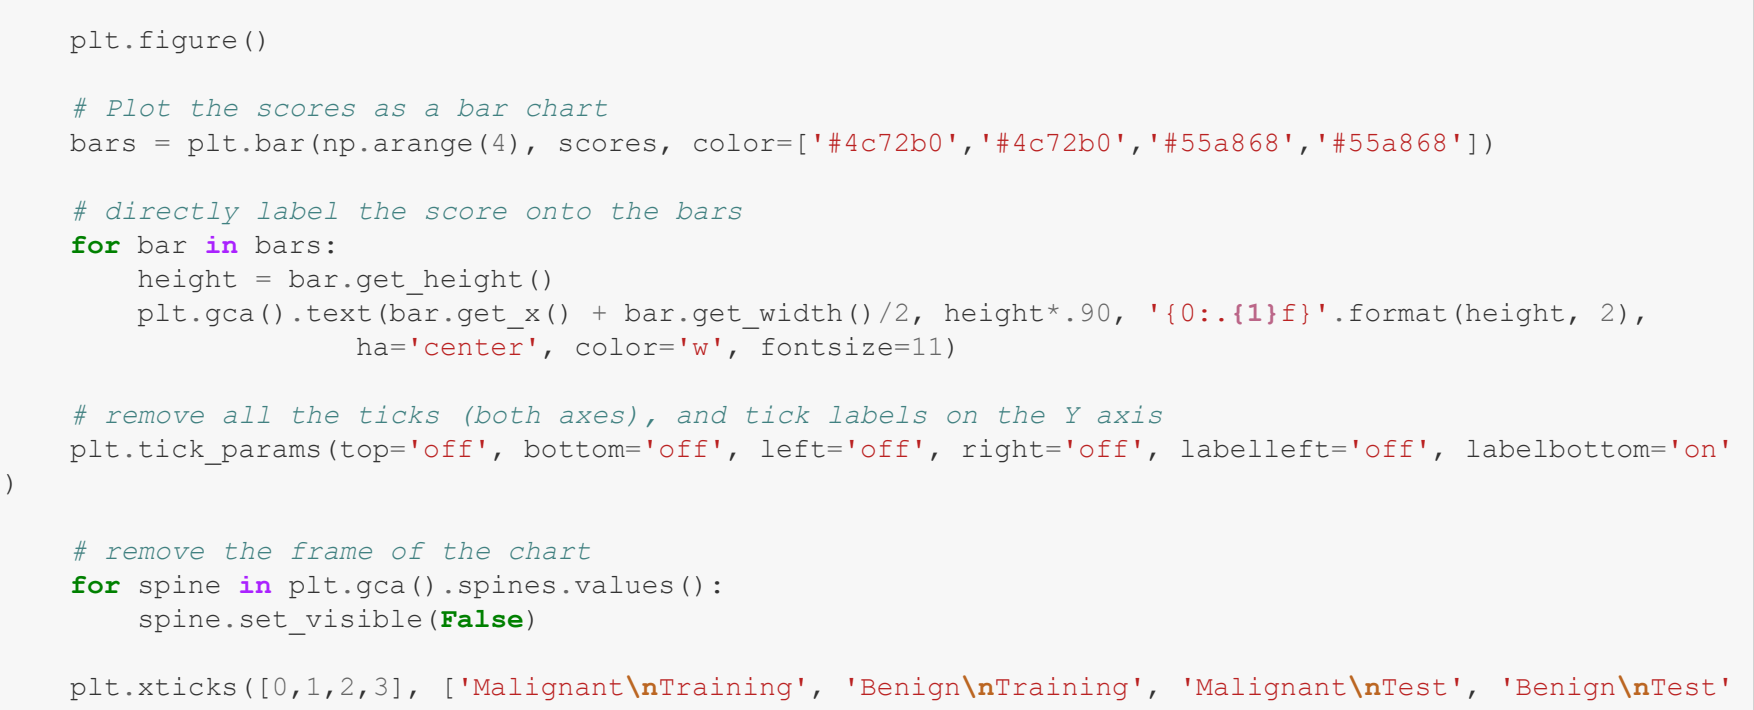 plt.figure()
# Plot the scores as a bar chart
bars = plt.bar(np.arange(4), scores, color=['#4c72b0','#4c72b0','#55a868','#55a868'])
# directly label the score onto the bars
for bar in bars:
height = bar.get_height()
plt.gca().text(bar.get_x() + bar.get_width()/2, height*.90, '{0:.{1}f}'.format(height, 2),
ha='center', color='w', fontsize=11)
# remove all the ticks (both axes), and tick labels on the Y axis
plt.tick_params(top='off', bottom='off', left='off', right='off', labelleft='off', labelbottom='on'
)
# remove the frame of the chart
for spine in plt.gca().spines.values():
spine.set_visible(False)
plt.xticks([0,1,2,3], ['Malignant\nTraining', 'Benign\nTraining', 'Malignant\nTest', 'Benign\nTest'